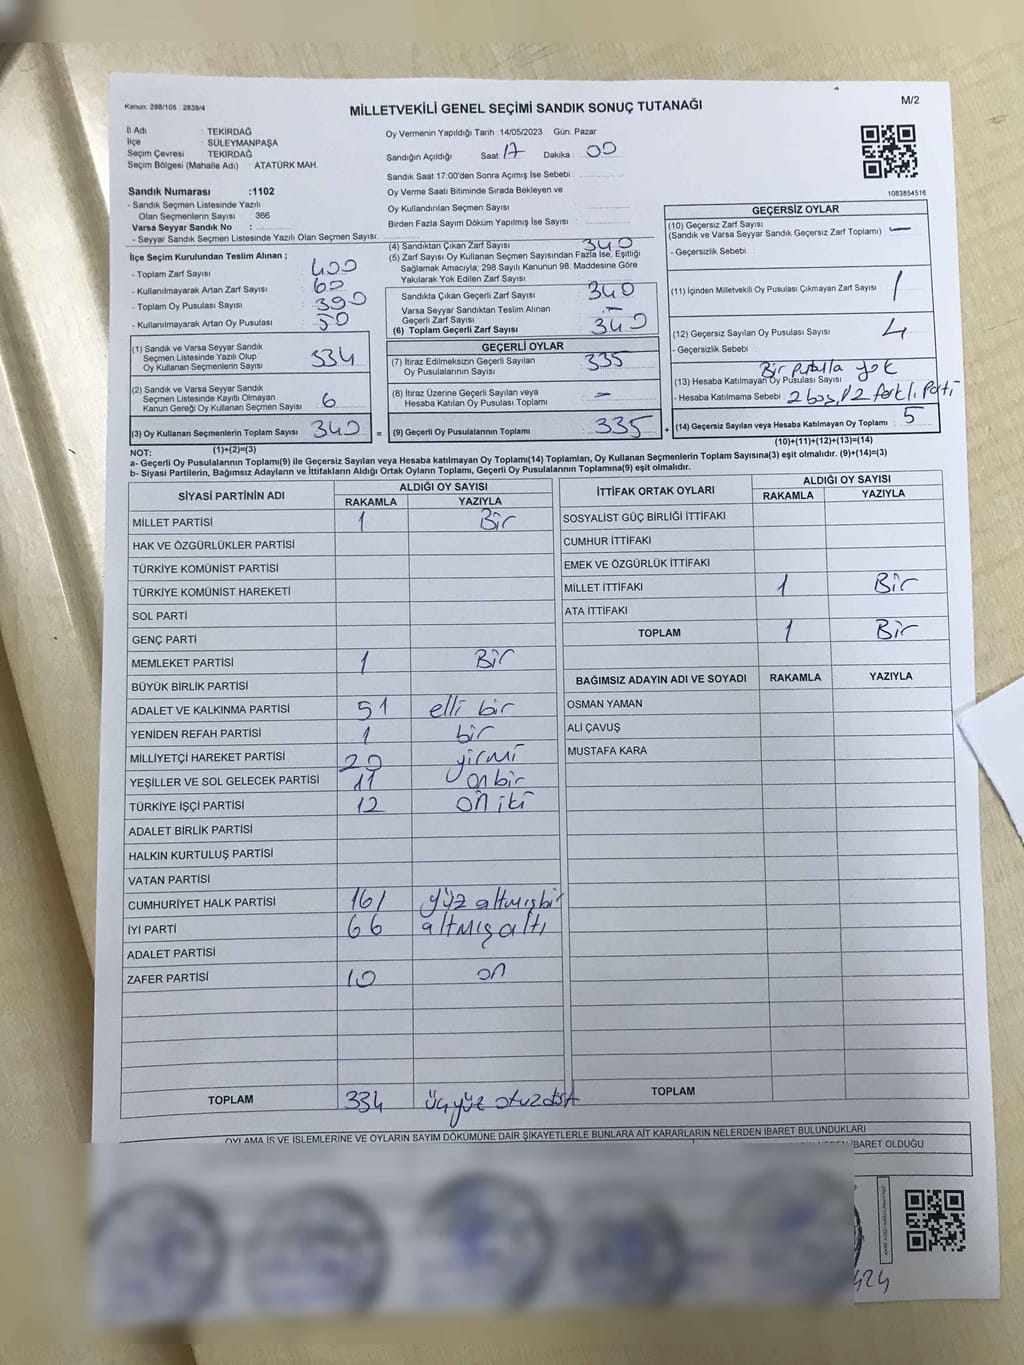 Kanun: 298/105 , 2839/4
MİLLETVEKİLİ GENEL SEÇİMİ SANDIK SONUÇ TUTANAĞI
M/2
İl Adı : TEKİRDAĞ
İlçe : SÜLEYMANPAŞA
Seçim Çevresi : TEKİRDAĞ
Seçim Bölgesi (Mahalle Adı) : ATATÜRK MAH.
Sandık Numarası :1102
- Sandık Seçmen Listesinde Yazılı
Olan Seçmenlerin Sayısı : 366
Varsa Seyyar Sandık No :
- Seyyar Sandık Seçmen Listesinde Yazılı Olan Seçmen Sayısı:
Oy Vermenin Yapıldığı Tarih :14/05/2023 Gün: Pazar
Sandığın Açıldığı Saat: 17 Dakika : 00
Sandık Saat 17:00'den Sonra Açımış İse Sebebi :
Oy Verme Saati Bitiminde Sırada Bekleyen ve
Oy Kullandırılan Seçmen Sayısı :
Birden Fazla Sayım Döküm Yapılmış İse Sayısı :
1083854516
İlçe Seçim Kurulundan Teslim Alınan ;
- Toplam Zarf Sayısı : 400
- Kullanılmayarak Artan Zarf Sayısı : 60
- Toplam Oy Pusulası Sayısı : 390
- Kullanılmayarak Artan Oy Pusulası : 50
(1) Sandık ve Varsa Seyyar Sandık
Seçmen Listesinde Yazılı Olup
Oy Kullanan Seçmenlerin Sayısı 334
(2) Sandık ve Varsa Seyyar Sandık
Seçmen Listesinde Kayıtlı Olmayan
Kanun Gereği Oy Kullanan Seçmen Sayısı 6
(3) Oy Kullanan Seçmenlerin Toplam Sayısı 340 =
(4) Sandıktan Çıkan Zarf Sayısı : 340
(5) Zarf Sayısı Oy Kullanan Seçmen Sayısından Fazla İse, Eşitliği
Sağlamak Amacıyla; 298 Sayılı Kanunun 98. Maddesine Göre
Yakılarak Yok Edilen Zarf Sayısı :
Sandıkta Çıkan Geçerli Zarf Sayısı 340
Varsa Seyyar Sandıktan Teslim Alınan
Geçerli Zarf Sayısı -
(6) Toplam Geçerli Zarf Sayısı 340
GEÇERLİ OYLAR
(7) İtiraz Edilmeksizin Geçerli Sayılan
Oy Pusulalarının Sayısı 335
(8) İtiraz Üzerine Geçerli Sayılan veya
Hesaba Katılan Oy Pusulası Toplamı -
(9) Geçerli Oy Pusulalarının Toplamı : 335 +
GEÇERSİZ OYLAR
(10) Geçersiz Zarf Sayısı
(Sandık ve Varsa Seyyar Sandık Geçersiz Zarf Toplamı) -
- Geçersizlik Sebebi :
(11) İçinden Milletvekili Oy Pusulası Çıkmayan Zarf Sayısı 1
(12) Geçersiz Sayılan Oy Pusulası Sayısı 4
- Geçersizlik Sebebi :
Bir pusulla yok
(13) Hesaba Katılmayan Oy Pusulası Sayısı
- Hesaba Katılmama Sebebi : 2 boş, 2 farklı parti
(14) Geçersiz Sayılan veya Hesaba Katılmayan Oy Toplamı : 5
(10)+(11)+(12)+(13)=(14)
NOT: (1)+(2)=(3)
a- Geçerli Oy Pusulalarının Toplamı(9) ile Geçersiz Sayılan veya Hesaba katılmayan Oy Toplamı(14) Toplamları, Oy Kullanan Seçmenlerin Toplam Sayısına(3) eşit olmalıdır. (9)+(14)=(3)
b- Siyasi Partilerin, Bağımsız Adayların ve İttifakların Aldığı Ortak Oyların Toplamı, Geçerli Oy Pusulalarının Toplamına(9) eşit olmalıdır.
SİYASİ PARTİNİN ADI ALDIĞI OY SAYISI
RAKAMLA YAZIYLA
MİLLET PARTİSİ 1 Bir
HAK VE ÖZGÜRLÜKLER PARTİSİ
TÜRKİYE KOMÜNİST PARTİSİ
TÜRKİYE KOMÜNİST HAREKETİ
SOL PARTİ
GENÇ PARTİ
MEMLEKET PARTİSİ 1 Bir
BÜYÜK BİRLİK PARTİSİ
ADALET VE KALKINMA PARTİSİ 51 elli bir
YENİDEN REFAH PARTİSİ 1 bir
MİLLİYETÇİ HAREKET PARTİSİ 20 yirmi
YEŞİLLER VE SOL GELECEK PARTİSİ 11 on bir
TÜRKİYE İŞÇİ PARTİSİ 12 on iki
ADALET BİRLİK PARTİSİ
HALKIN KURTULUŞ PARTİSİ
VATAN PARTİSİ
CUMHURİYET HALK PARTİSİ 161 yüz altmışbir
İYİ PARTİ 66 altmış altı
ADALET PARTİSİ
ZAFER PARTİSİ 10 on
TOPLAM 334 üçyüz otuzdört
İTTİFAK ORTAK OYLARI ALDIĞI OY SAYISI
RAKAMLA YAZIYLA
SOSYALİST GÜÇ BİRLİĞİ İTTİFAKI
CUMHUR İTTİFAKI
EMEK VE ÖZGÜRLÜK İTTİFAKI
MİLLET İTTİFAKI 1 Bir
ATA İTTİFAKI
TOPLAM 1 Bir
BAĞIMSIZ ADAYIN ADI VE SOYADI RAKAMLA YAZIYLA
OSMAN YAMAN
ALİ ÇAVUŞ
MUSTAFA KARA
TOPLAM
OYLAMA İŞ VE İŞLEMLERİNE VE OYLARIN SAYIM DÖKÜMÜNE DAİR ŞİKAYETLERLE BUNLARA AİT KARARLARIN NELERDEN İBARET BULUNDUKLARI
İBARET OLDUĞU
424